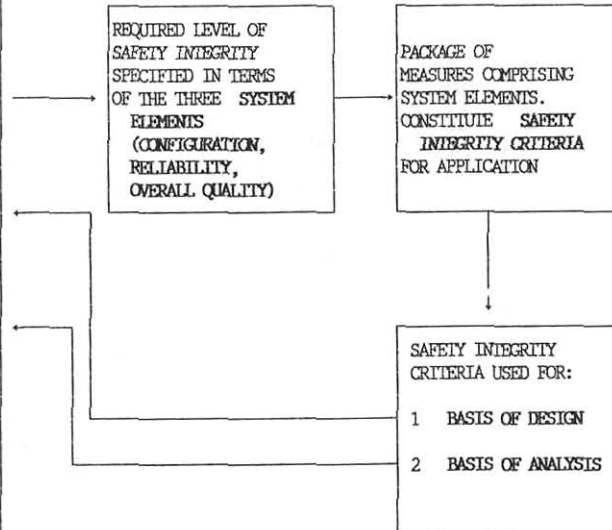 REQUIRED LEVEL OF
SAFETY INTEGRITY
SPECIFIED IN TERMS
OF THE THREE SYSTEM
ELEMENTS
(CONFIGURATION,
RELIABILITY,
OVERALL QUALITY)
PACKAGE OF
MEASURES COMPRISING
SYSTEM ELEMENTS.
CONSTITUTE SAFETY
INTEGRITY CRITERIA
FOR APPLICATION
SAFETY INTEGRITY
CRITERIA USED FOR:
1 BASIS OF DESIGN
2 BASIS OF ANALYSIS